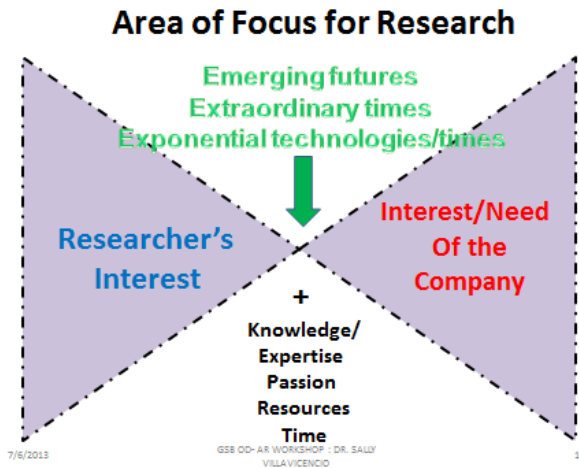 Area of Focus for Research
Emerging futures
Extraordinary times
Exponential technologies/times
Researcher's
Interest
Interest/Need
Of the
Company
+
Knowledge/
Expertise
Passion
Resources
Time
7/6/2013
GSB OD- AR WORKSHOP : DR. SALLY
VILLAVICENCIO
1